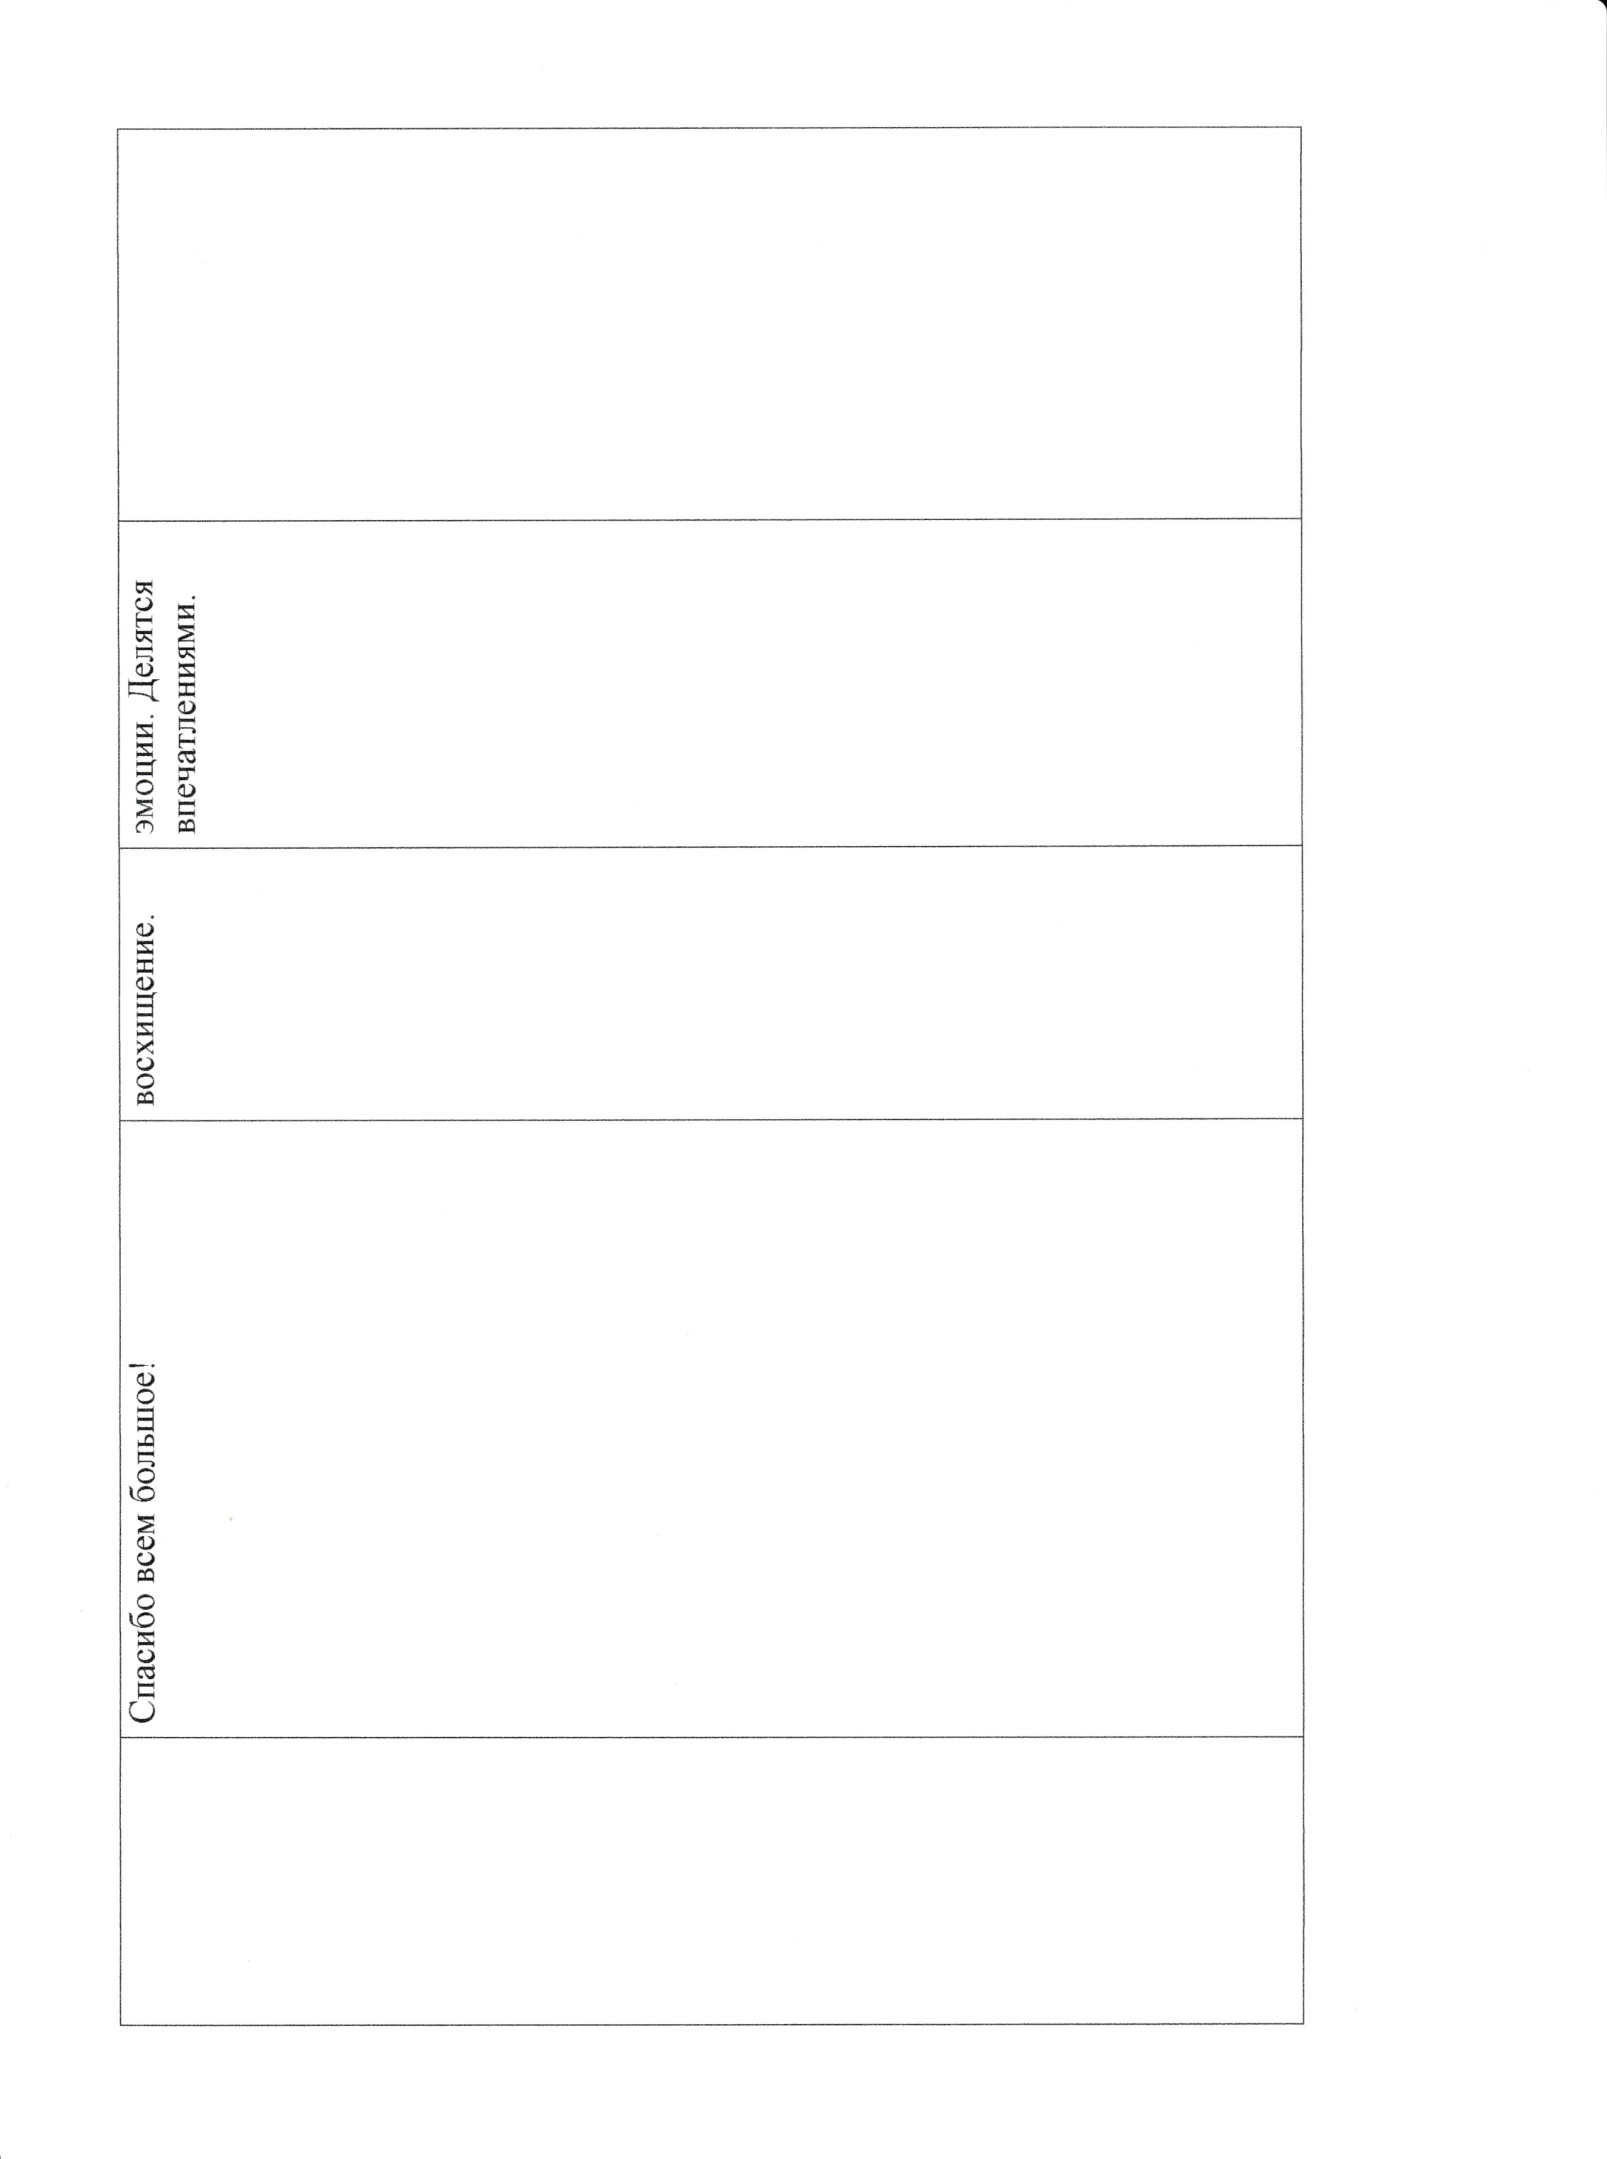 Спасибо всем большое!
восхищение.
эмоции. Делятся
впечатлениями.